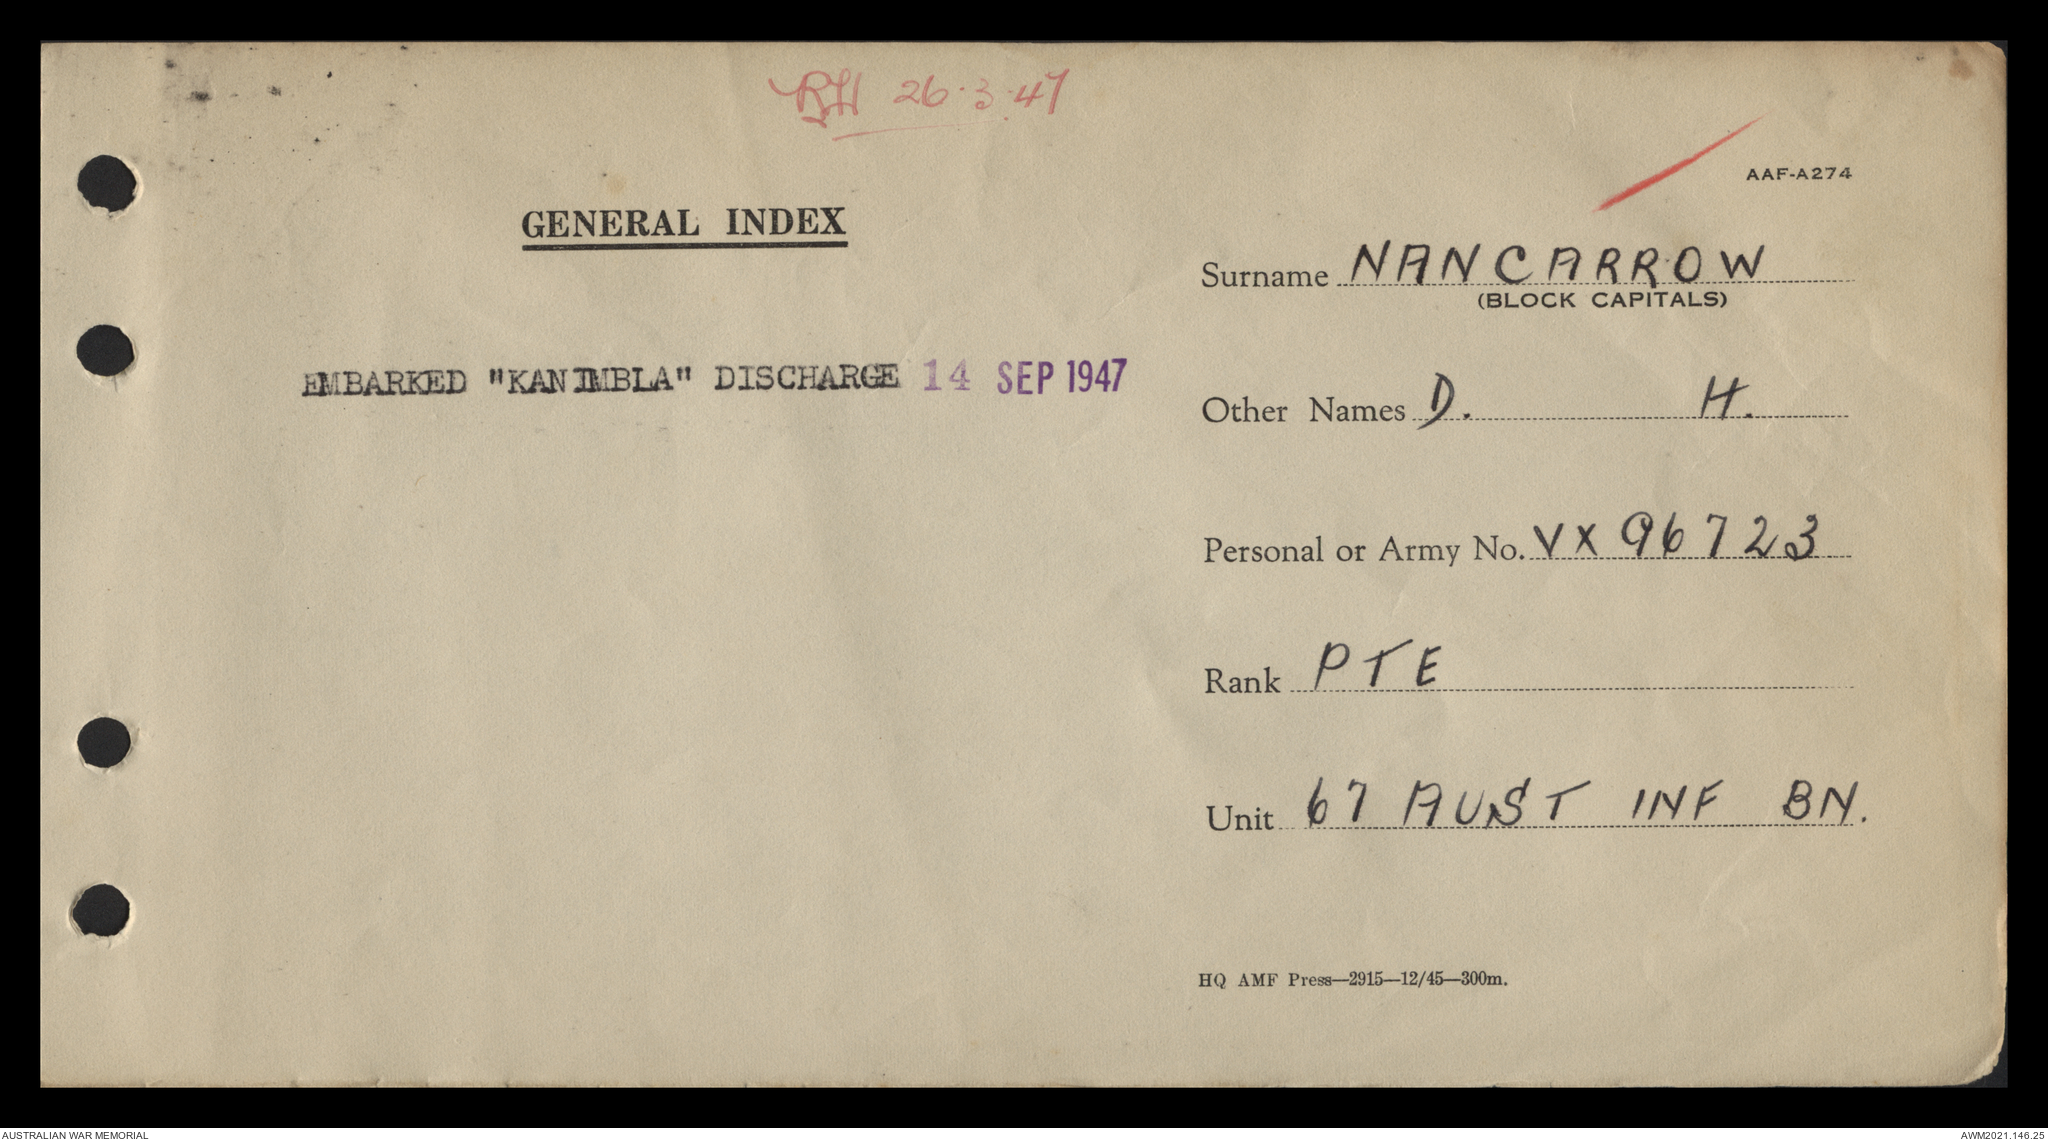 RH 26.3.47
AAF-A274
GENERAL INDEX
Surname NANCARROW
(BLOCK CAPITALS)
EMBARKED "KANIMBLA" DISCHARGE 14 SEP 1947
Other Names D. H.
Personal or Army No. VX96723
Rank PTE
Unit 67 AUST INF BN.
HQ AMF Press—2915—12/45—300m.
AUSTRALIAN WAR MEMORIAL
AWM2021.146.25